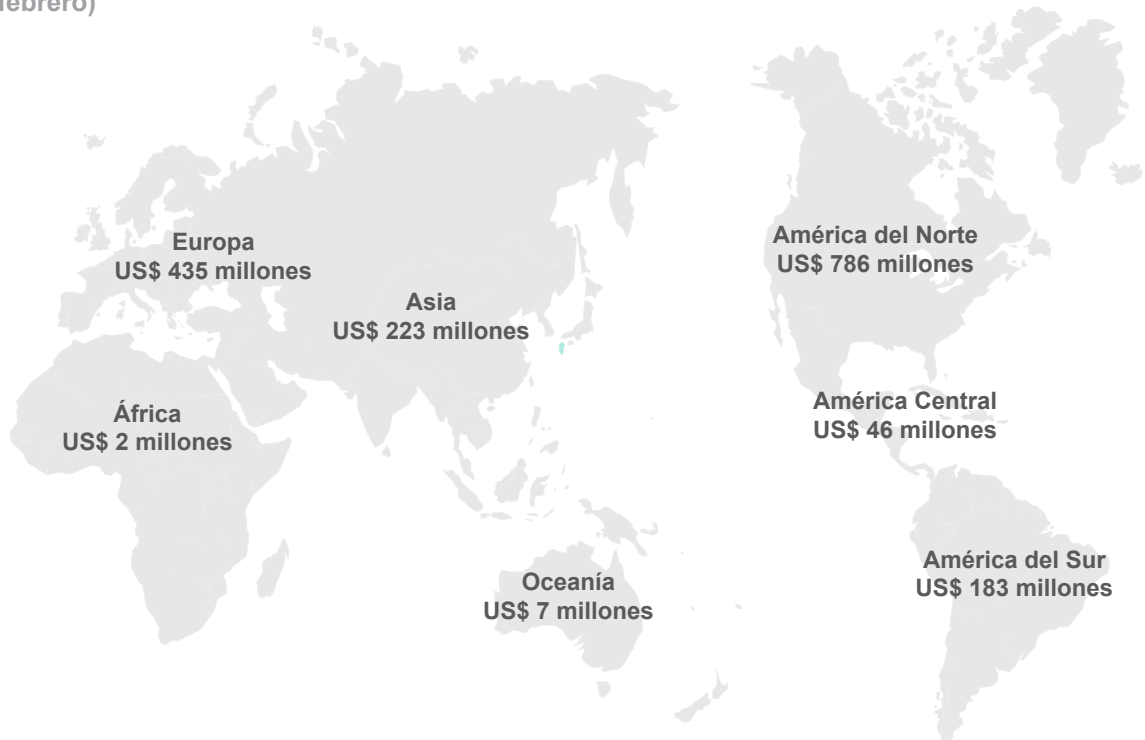 febrero)
Europa
US$ 435 millones
América del Norte
US$ 786 millones
Asia
US$ 223 millones
África
US$ 2 millones
América Central
US$ 46 millones
Oceanía
US$ 7 millones
América del Sur
US$ 183 millones